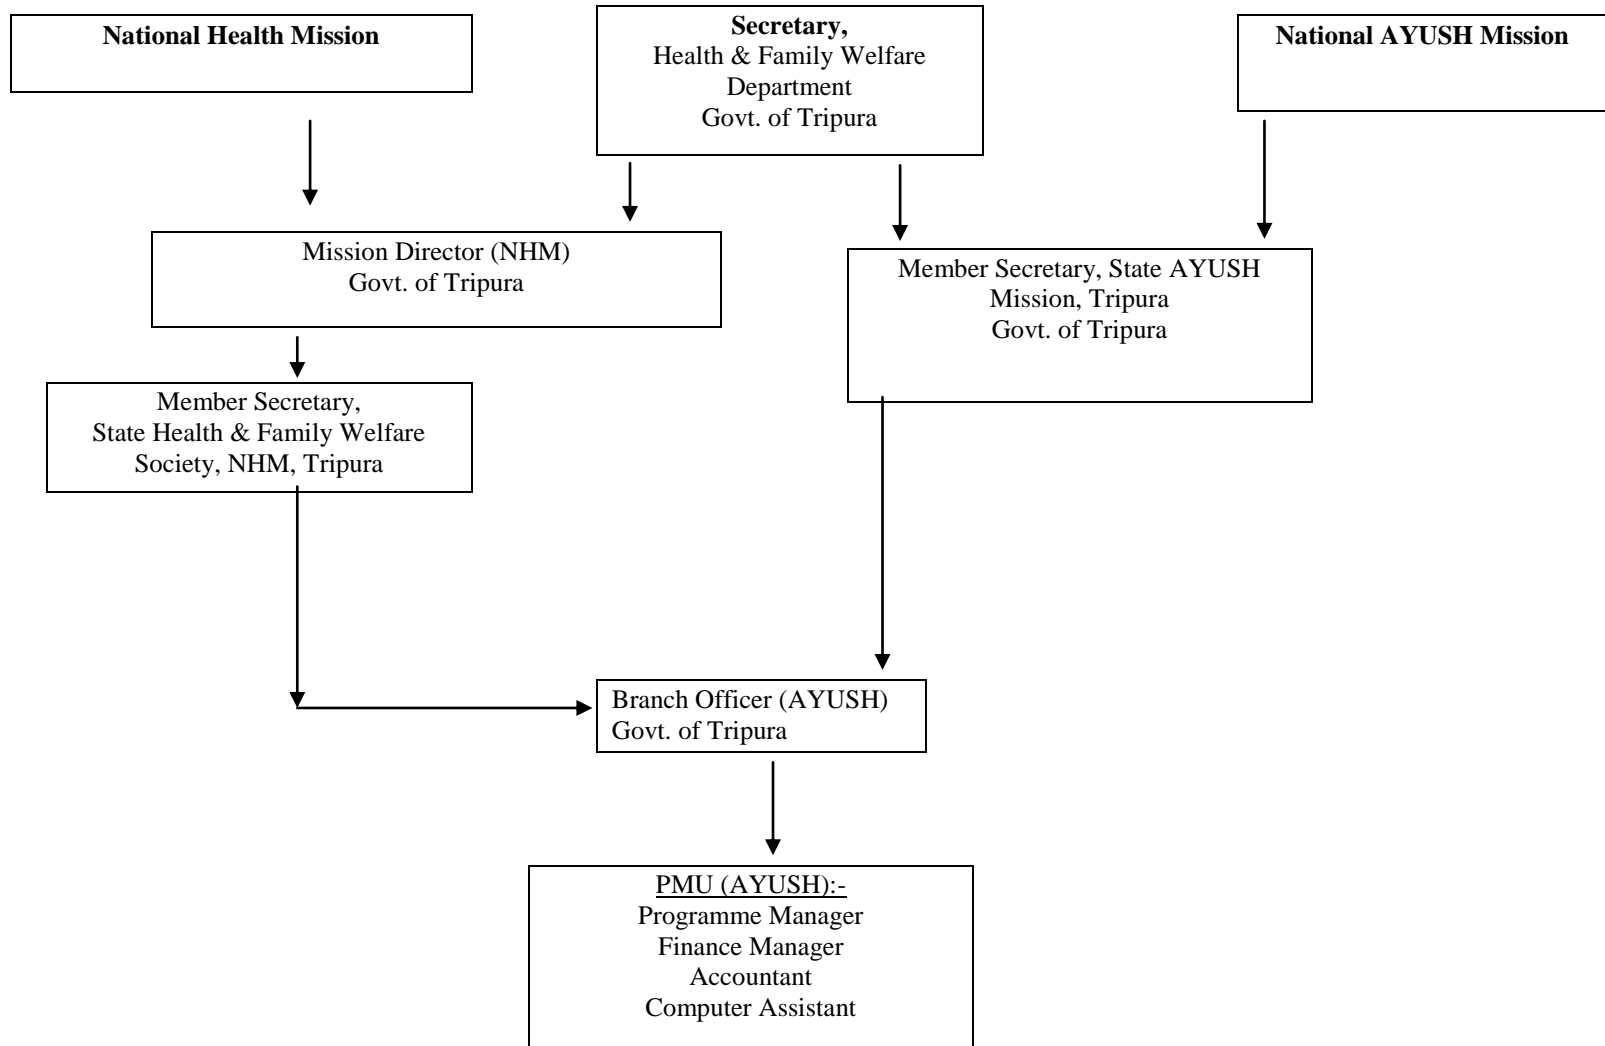 National Health Mission
Secretary,
Health & Family Welfare
Department
Govt. of Tripura
National AYUSH Mission
Mission Director (NHM)
Govt. of Tripura
Member Secretary, State AYUSH
Mission, Tripura
Govt. of Tripura
Member Secretary,
State Health & Family Welfare
Society, NHM, Tripura
Branch Officer (AYUSH)
Govt. of Tripura
PMU (AYUSH):-
Programme Manager
Finance Manager
Accountant
Computer Assistant